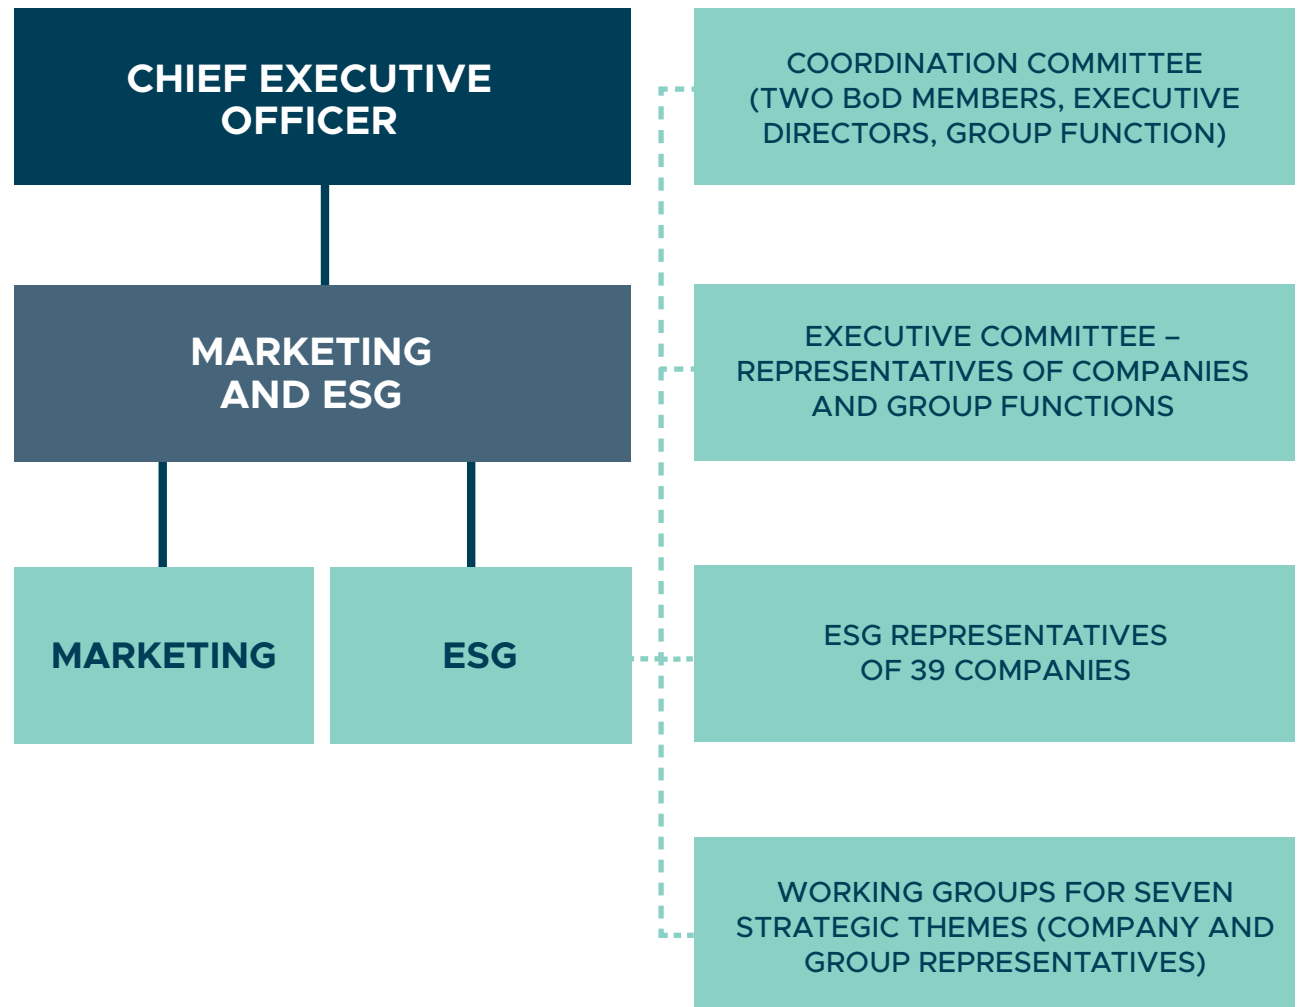 CHIEF EXECUTIVE
OFFICER
COORDINATION COMMITTEE
(TWO BoD MEMBERS, EXECUTIVE
DIRECTORS, GROUP FUNCTION)
MARKETING
AND ESG
EXECUTIVE COMMITTEE –
REPRESENTATIVES OF COMPANIES
AND GROUP FUNCTIONS
MARKETING
ESG
ESG REPRESENTATIVES
OF 39 COMPANIES
WORKING GROUPS FOR SEVEN
STRATEGIC THEMES (COMPANY AND
GROUP REPRESENTATIVES)